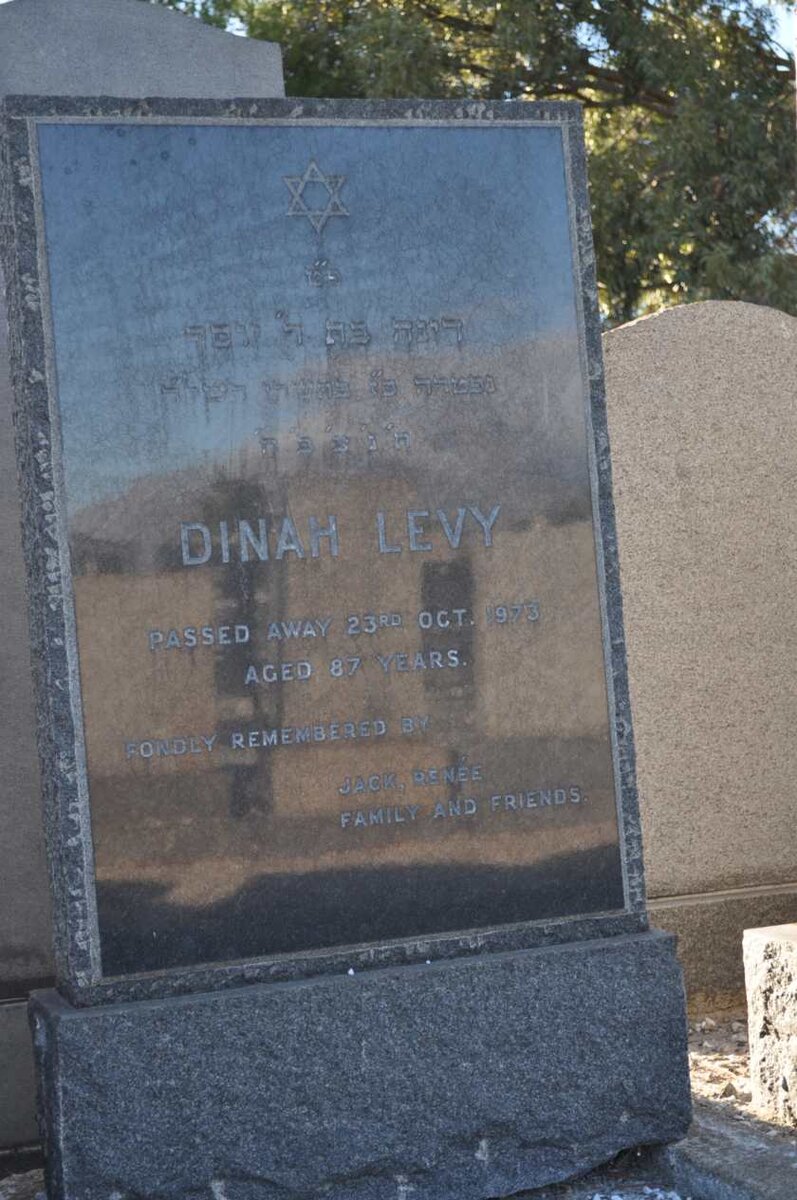 פ״נ
דינה בת ר׳ יוסף
נפטרה כ״ז בתשרי תשל״ד
ת׳ נ׳ צ׳ ב׳ ה׳
DINAH LEVY
PASSED AWAY 23RD OCT. 1973
AGED 87 YEARS.
FONDLY REMEMBERED BY
JACK, RENÉE
FAMILY AND FRIENDS.